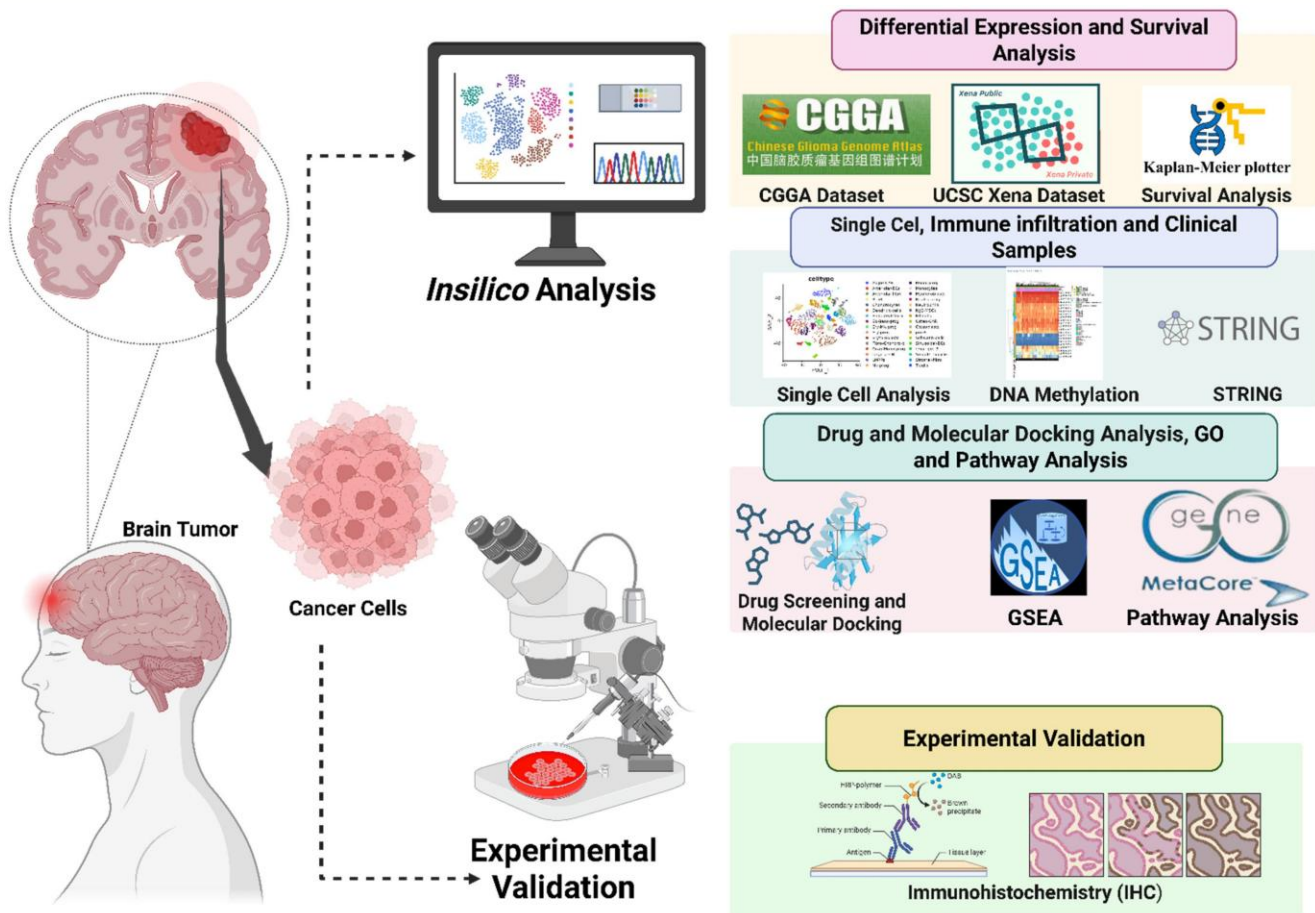 Brain Tumor
Cancer Cells
Insilico Analysis
Experimental
Validation
Differential Expression and Survival
Analysis
CGGA
Chinese Glioma Genome Atlas
中国脑胶质瘤基因组图谱计划
CGGA Dataset
Xena Public
Xena Private
UCSC Xena Dataset
Kaplan-Meier plotter
Survival Analysis
Single Cel, Immune infiltration and Clinical
Samples
celltype
Single Cell Analysis
DNA Methylation
STRING
STRING
Drug and Molecular Docking Analysis, GO
and Pathway Analysis
Drug Screening and
Molecular Docking
GSEA
GSEA
gene
GO
MetaCore™
Pathway Analysis
Experimental Validation
DAB
HRP-polymer
Secondary antibody
Brown
precipitate
Primary antibody
Antigen
Tissue layer
Immunohistochemistry (IHC)